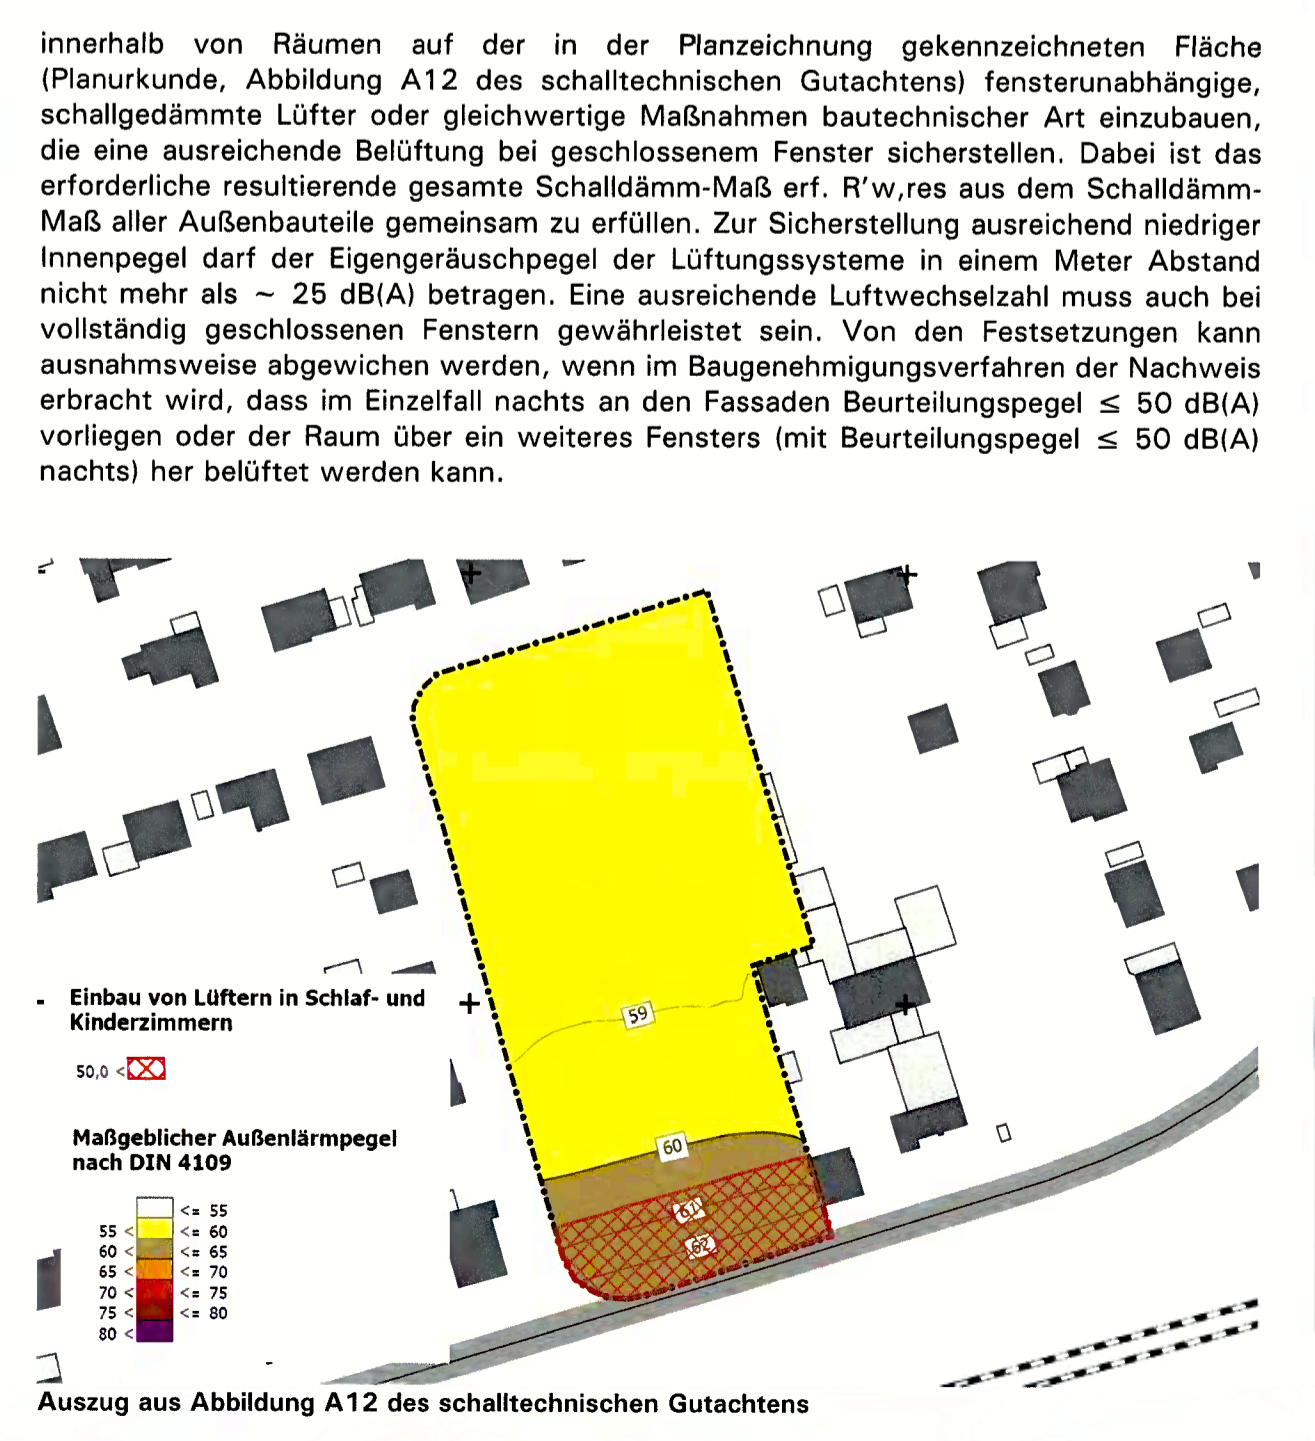 innerhalb von Räumen auf der in der Planzeichnung gekennzeichneten Fläche
(Planurkunde, Abbildung A12 des schalltechnischen Gutachtens) fensterunabhängige,
schallgedämmte Lüfter oder gleichwertige Maßnahmen bautechnischer Art einzubauen,
die eine ausreichende Belüftung bei geschlossenem Fenster sicherstellen. Dabei ist das
erforderliche resultierende gesamte Schalldämm-Maß erf. R'w,res aus dem Schalldämm-
Maß aller Außenbauteile gemeinsam zu erfüllen. Zur Sicherstellung ausreichend niedriger
Innenpegel darf der Eigengeräuschpegel der Lüftungssysteme in einem Meter Abstand
nicht mehr als ~ 25 dB(A) betragen. Eine ausreichende Luftwechselzahl muss auch bei
vollständig geschlossenen Fenstern gewährleistet sein. Von den Festsetzungen kann
ausnahmsweise abgewichen werden, wenn im Baugenehmigungsverfahren der Nachweis
erbracht wird, dass im Einzelfall nachts an den Fassaden Beurteilungspegel ≤ 50 dB(A)
vorliegen oder der Raum über ein weiteres Fensters (mit Beurteilungspegel ≤ 50 dB(A)
nachts) her belüftet werden kann.
59
60
61
62
Einbau von Lüftern in Schlaf- und
Kinderzimmern
50,0 <
Maßgeblicher Außenlärmpegel
nach DIN 4109
<= 55
55 < <= 60
60 < <= 65
65 < <= 70
70 < <= 75
75 < <= 80
80 <
Auszug aus Abbildung A12 des schalltechnischen Gutachtens